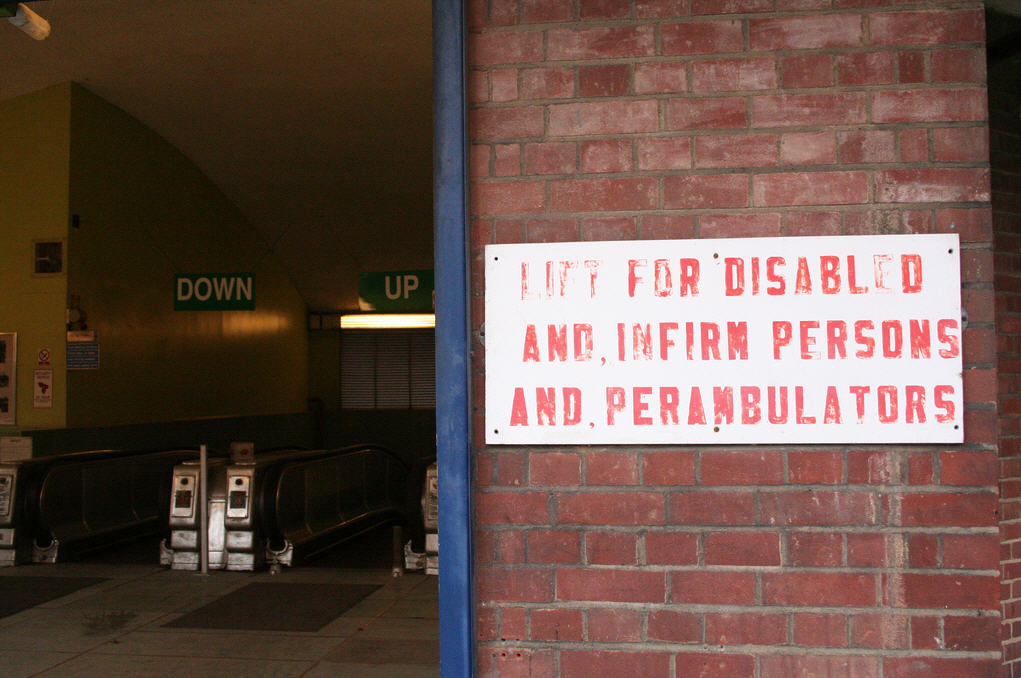 DOWN
UP
LIFT FOR DISABLED
AND, INFIRM PERSONS
AND, PERAMBULATORS